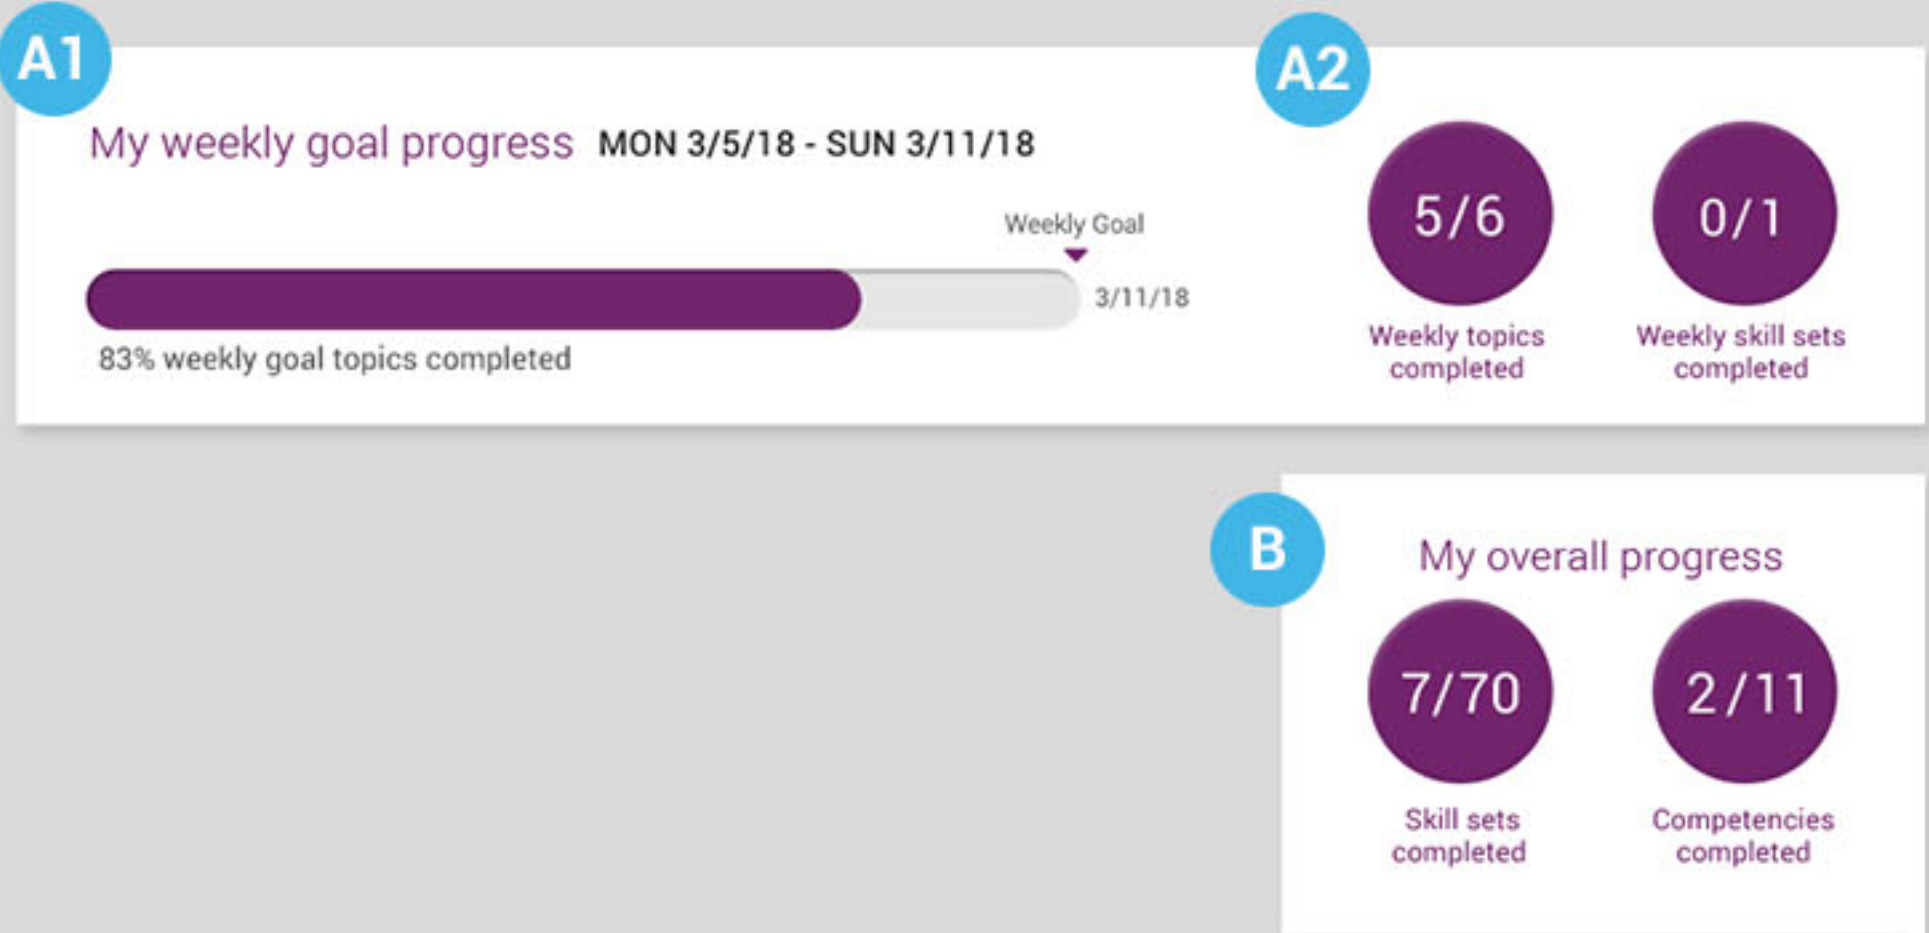 A1
My weekly goal progress MON 3/5/18 - SUN 3/11/18
Weekly Goal
3/11/18
83% weekly goal topics completed
A2
5/6
Weekly topics
completed
0/1
Weekly skill sets
completed
B
My overall progress
7/70
Skill sets
completed
2/11
Competencies
completed